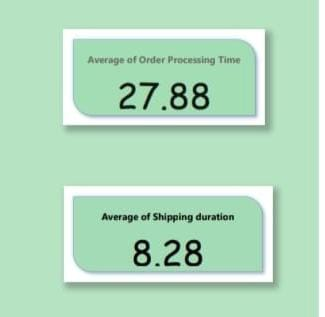 Average of Order Processing Time
27.88
Average of Shipping duration
8.28